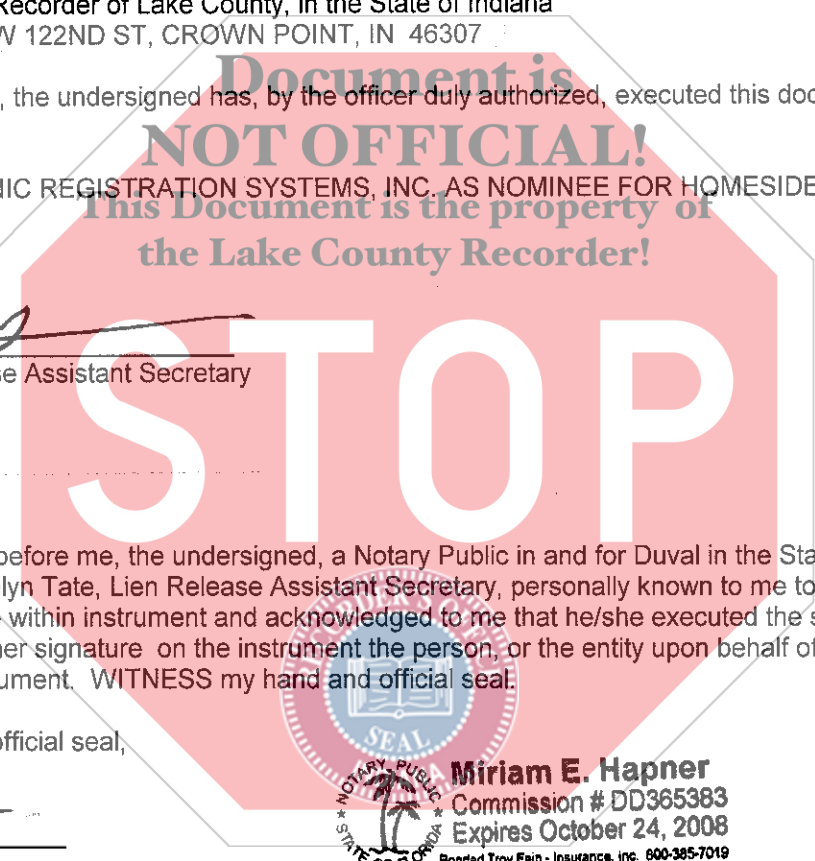 Recorder of Lake County, in the State of Indiana
W 122ND ST, CROWN POINT, IN 46307
Document is
, the undersigned has, by the officer duly authorized, executed this doc
NOT OFFICIAL!
NIC REGISTRATION SYSTEMS, INC. AS NOMINEE FOR HOMESIDE
This Document is the property of
the Lake County Recorder!
STOP
se Assistant Secretary
before me, the undersigned, a Notary Public in and for Duval in the Sta
lyn Tate, Lien Release Assistant Secretary, personally known to me to
within instrument and acknowledged to me that he/she executed the s
er signature on the instrument the person, or the entity upon behalf of
ument. WITNESS my hand and official seal.
RECORDER'S OFFICE
SEAL
INDIANA
official seal,
NOTARY PUBLIC
STATE OF FLORIDA
Miriam E. Hapner
Commission # DD365383
Expires October 24, 2008
Bonded Troy Fain - Insurance, Inc. 800-385-7019